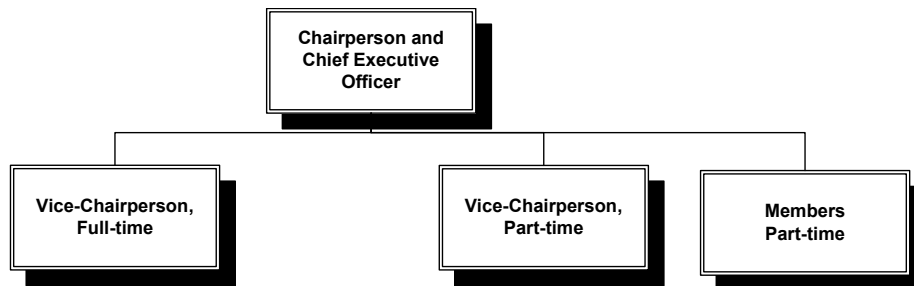 Chairperson and
Chief Executive
Officer
Vice-Chairperson,
Full-time
Vice-Chairperson,
Part-time
Members
Part-time